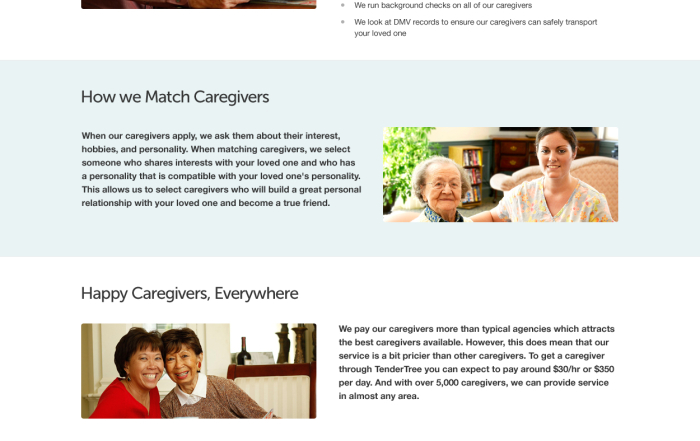 We run background checks on all of our caregivers
We look at DMV records to ensure our caregivers can safely transport
your loved one
How we Match Caregivers
When our caregivers apply, we ask them about their interest,
hobbies, and personality. When matching caregivers, we select
someone who shares interests with your loved one and who has
a personality that is compatible with your loved one's personality.
This allows us to select caregivers who will build a great personal
relationship with your loved one and become a true friend.
Happy Caregivers, Everywhere
We pay our caregivers more than typical agencies which attracts
the best caregivers available. However, this does mean that our
service is a bit pricier than other caregivers. To get a caregiver
through TenderTree you can expect to pay around $30/hr or $350
per day. And with over 5,000 caregivers, we can provide service
in almost any area.